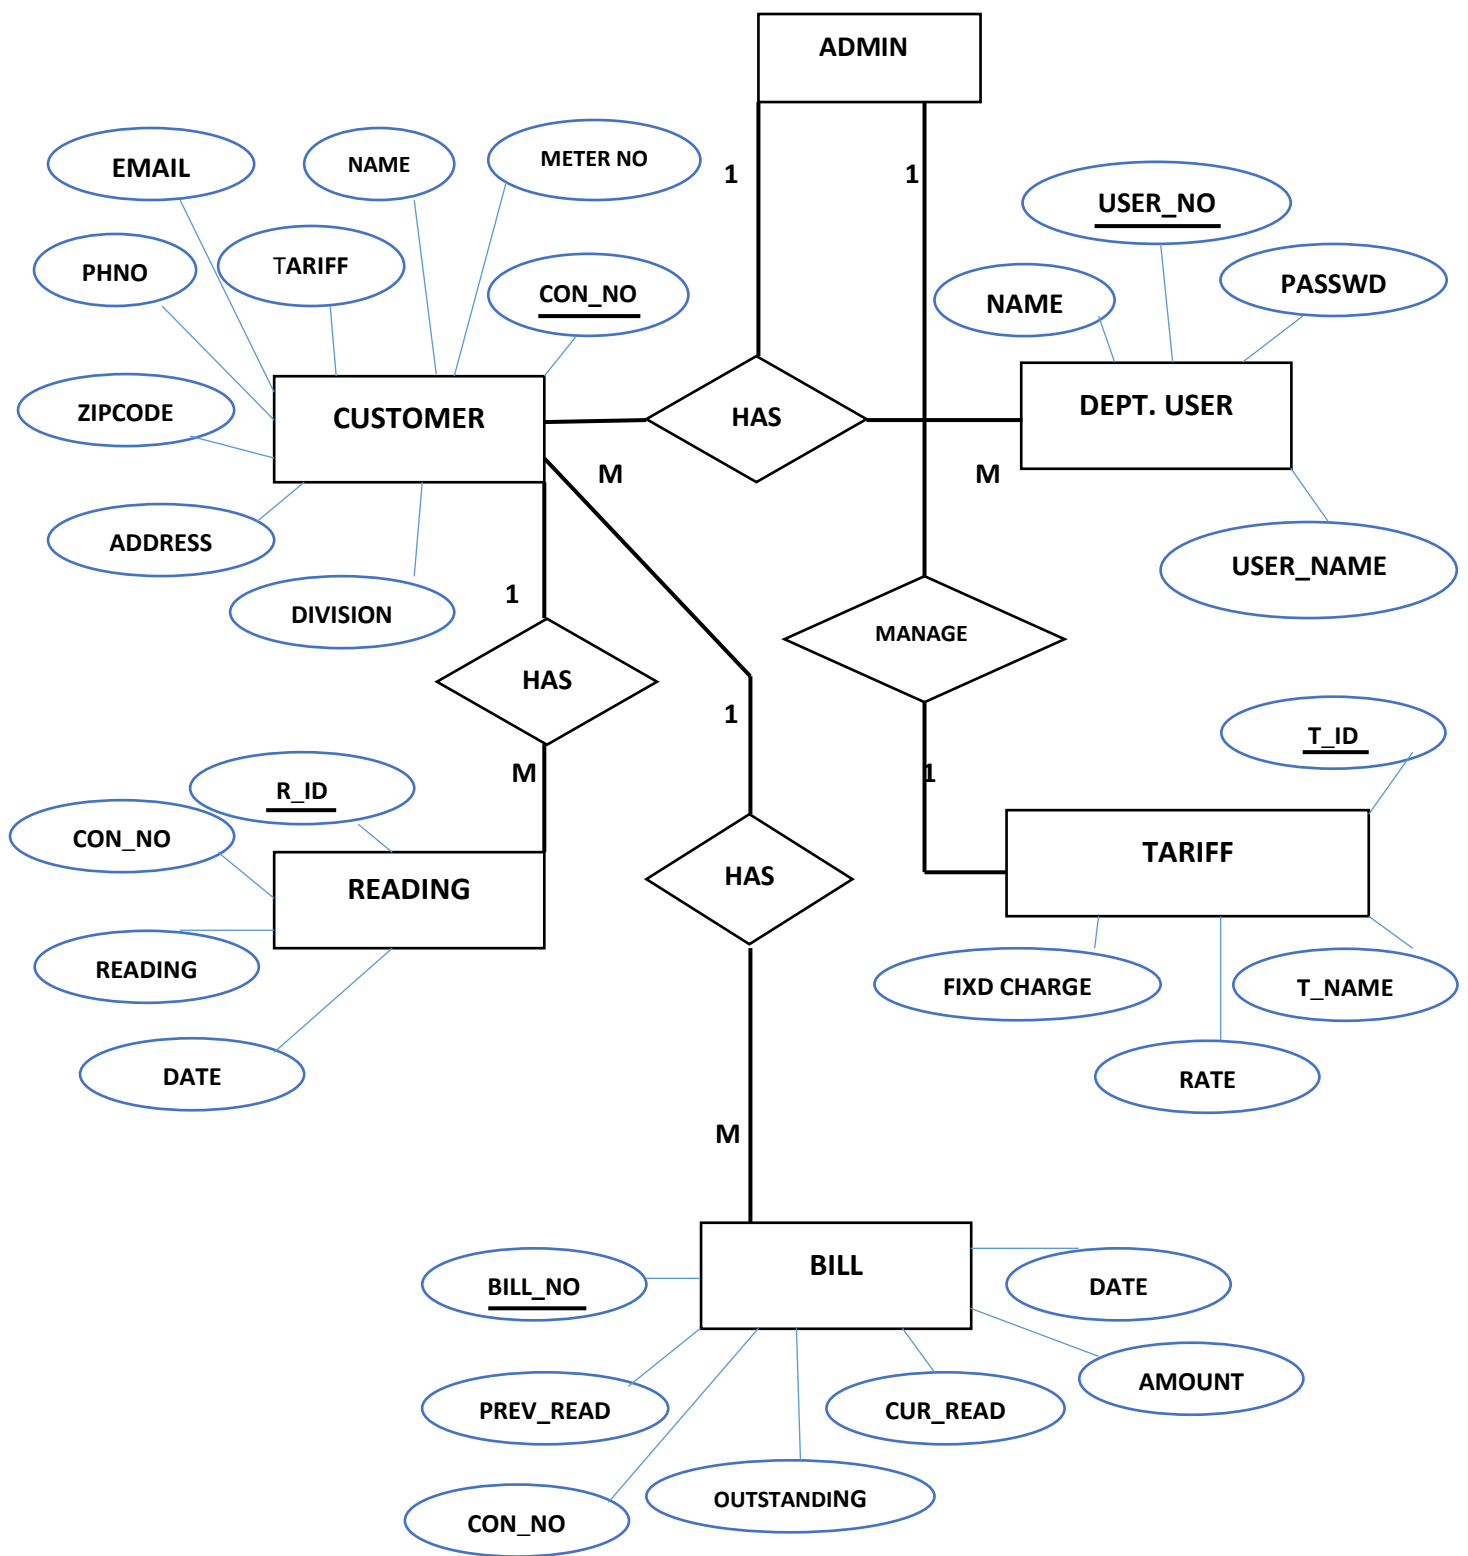 ADMIN
EMAIL
NAME
METER NO
1
1
USER_NO
PHNO
TARIFF
CON_NO
NAME
PASSWD
ZIPCODE
CUSTOMER
HAS
DEPT. USER
M
M
ADDRESS
USER_NAME
1
DIVISION
MANAGE
HAS
1
T_ID
M
1
R_ID
CON_NO
TARIFF
READING
HAS
READING
FIXD CHARGE
T_NAME
DATE
RATE
M
BILL
BILL_NO
DATE
PREV_READ
CUR_READ
AMOUNT
OUTSTANDING
CON_NO